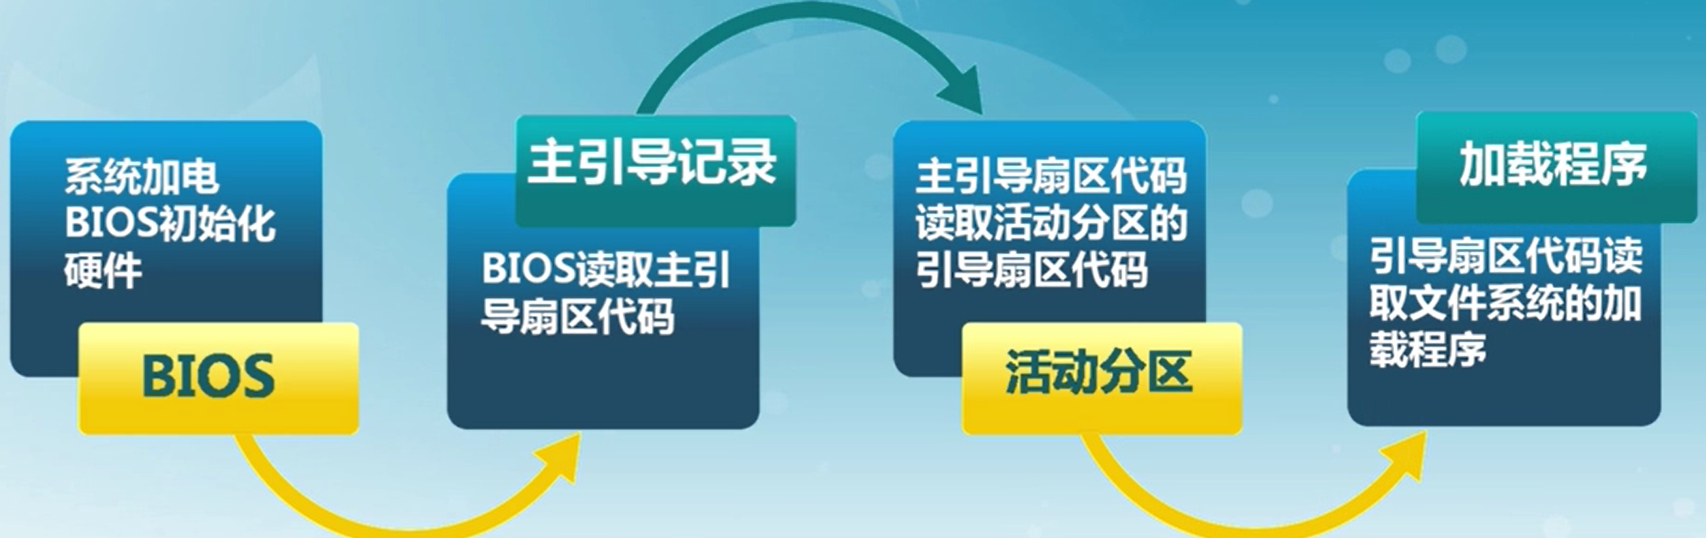 系统加电
BIOS初始化
硬件
BIOS
主引导记录
BIOS读取主引
导扇区代码
主引导扇区代码
读取活动分区的
引导扇区代码
活动分区
加载程序
引导扇区代码读
取文件系统的加
载程序